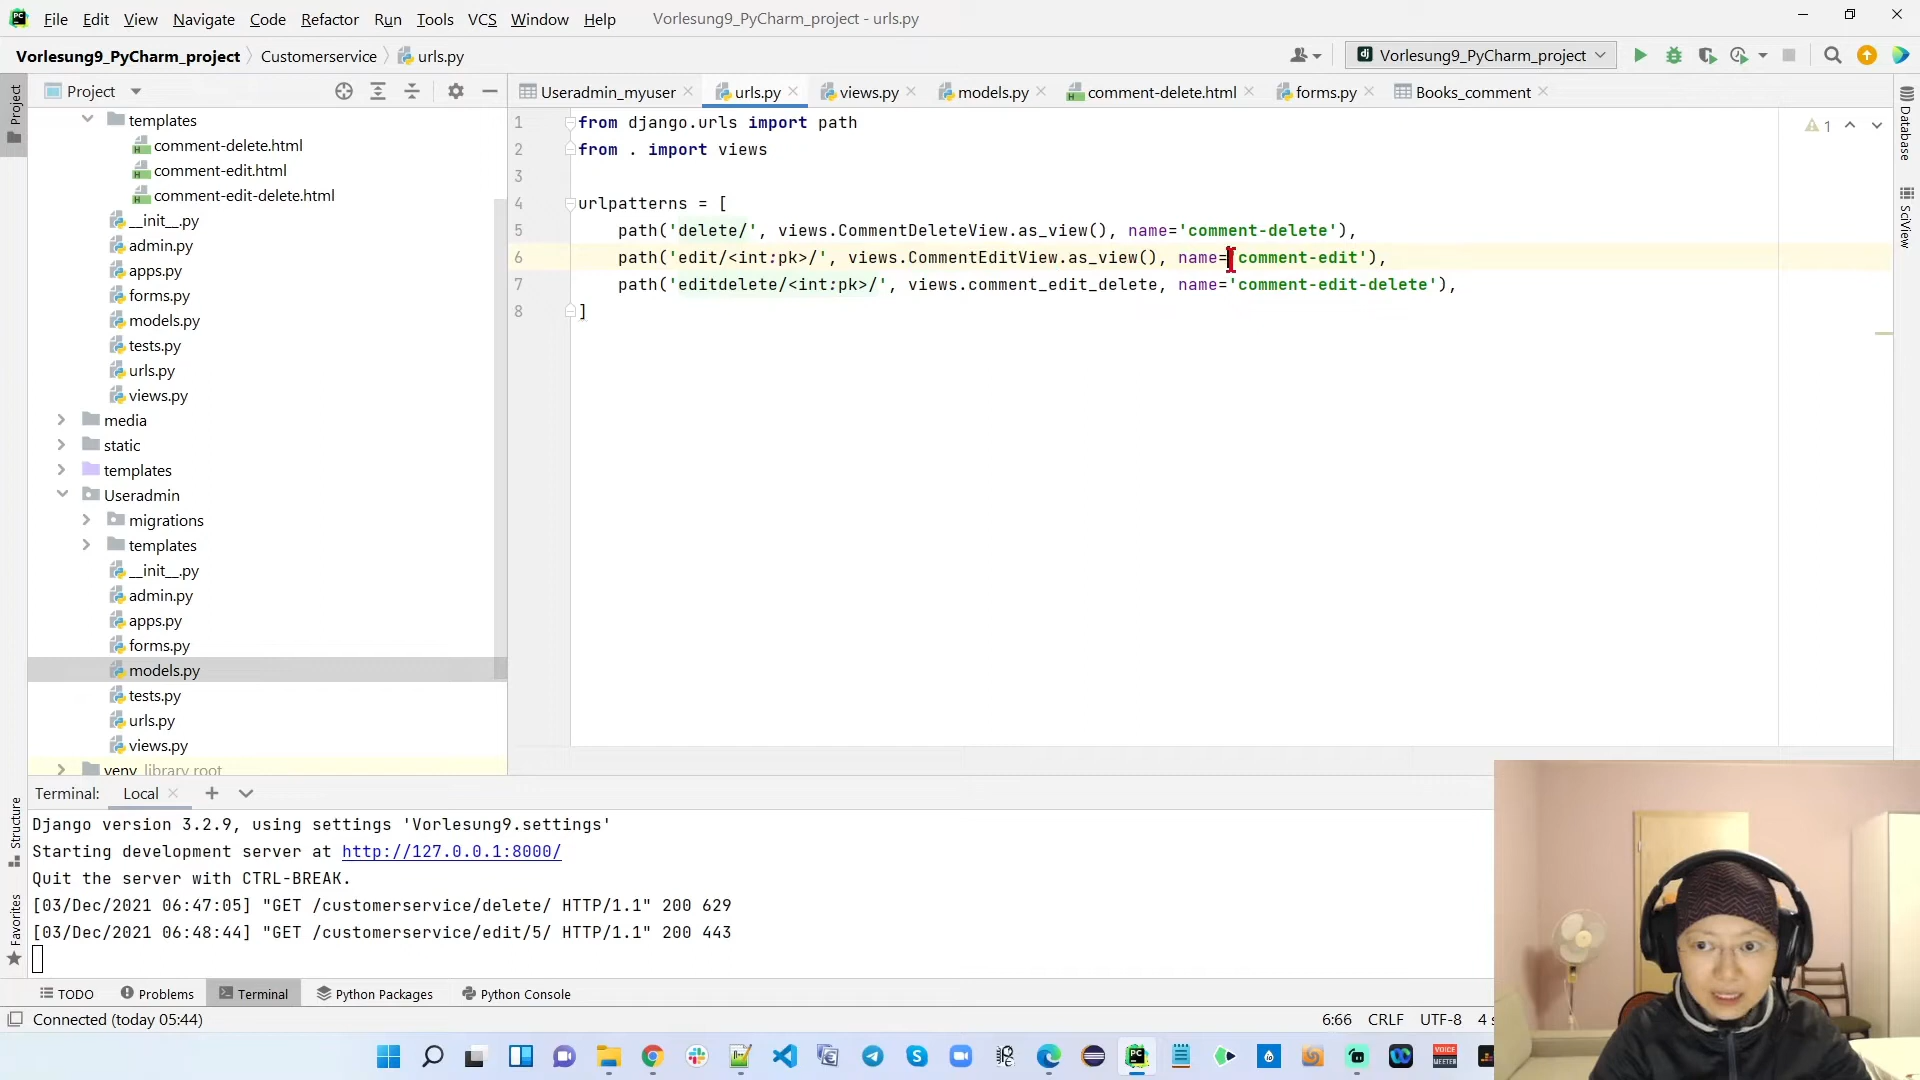 File Edit View Navigate Code Refactor Run Tools VCS Window Help Vorlesung9_PyCharm_project - urls.py
Vorlesung9_PyCharm_project Customerservice urls.py
Vorlesung9_PyCharm_project
Project
Useradmin_myuser urls.py views.py models.py comment-delete.html forms.py Books_comment
templates
comment-delete.html
comment-edit.html
comment-edit-delete.html
__init__.py
admin.py
apps.py
forms.py
models.py
tests.py
urls.py
views.py
media
static
templates
Useradmin
migrations
templates
__init__.py
admin.py
apps.py
forms.py
models.py
tests.py
urls.py
views.py
venv library root
1 from django.urls import path
2 from . import views
3
4 urlpatterns = [
5 path('delete/', views.CommentDeleteView.as_view(), name='comment-delete'),
6 path('edit/<int:pk>/', views.CommentEditView.as_view(), name='comment-edit'),
7 path('editdelete/<int:pk>/', views.comment_edit_delete, name='comment-edit-delete'),
8 ]
1
Project
Structure
Favorites
Database
SciView
Terminal: Local
Django version 3.2.9, using settings 'Vorlesung9.settings'
Starting development server at http://127.0.0.1:8000/
Quit the server with CTRL-BREAK.
[03/Dec/2021 06:47:05] "GET /customerservice/delete/ HTTP/1.1" 200 629
[03/Dec/2021 06:48:44] "GET /customerservice/edit/5/ HTTP/1.1" 200 443
TODO Problems Terminal Python Packages Python Console
Connected (today 05:44)
6:66 CRLF UTF-8 4 s